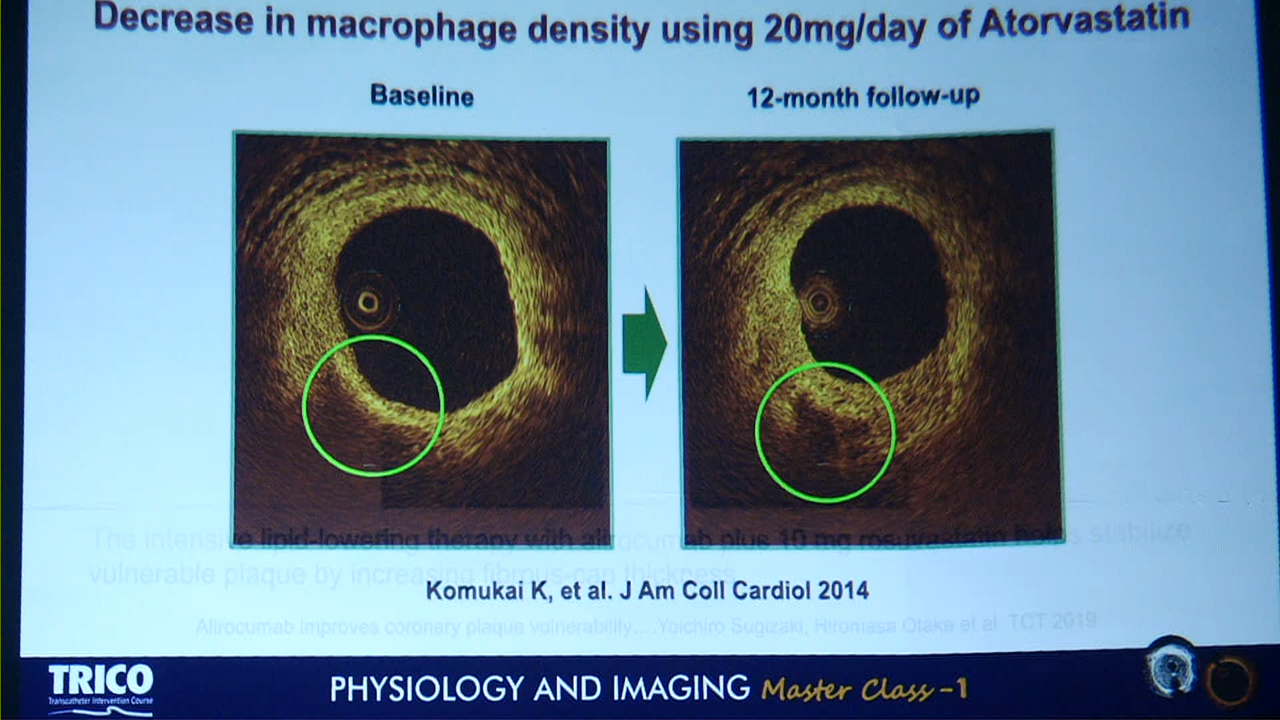 Decrease in macrophage density using 20mg/day of Atorvastatin
Baseline
12-month follow-up
The intensive lipid-lowering therapy with alirocumab plus 10 mg rosuvastatin helps stabilize
vulnerable plaque by increasing fibrous-cap thickness
Komukai K, et al. J Am Coll Cardiol 2014
Alirocumab improves coronary plaque vulnerability... .Yoichiro Sugizaki, Hiromasa Otake et al. TCT 2019
TRICO
Transcatheter Intervention Course
PHYSIOLOGY AND IMAGING Master Class -1